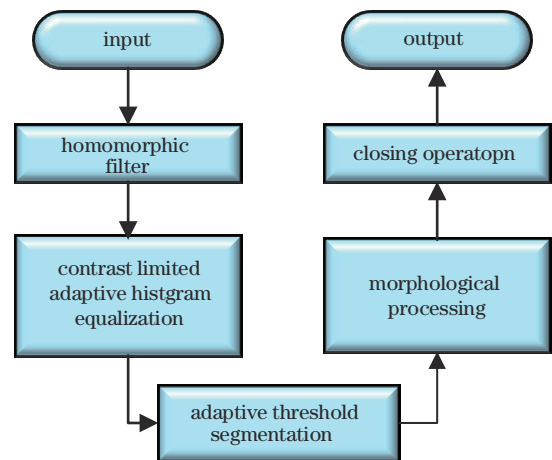 input
homomorphic
filter
contrast limited
adaptive histgram
equalization
adaptive threshold
segmentation
morphological
processing
closing operatopn
output